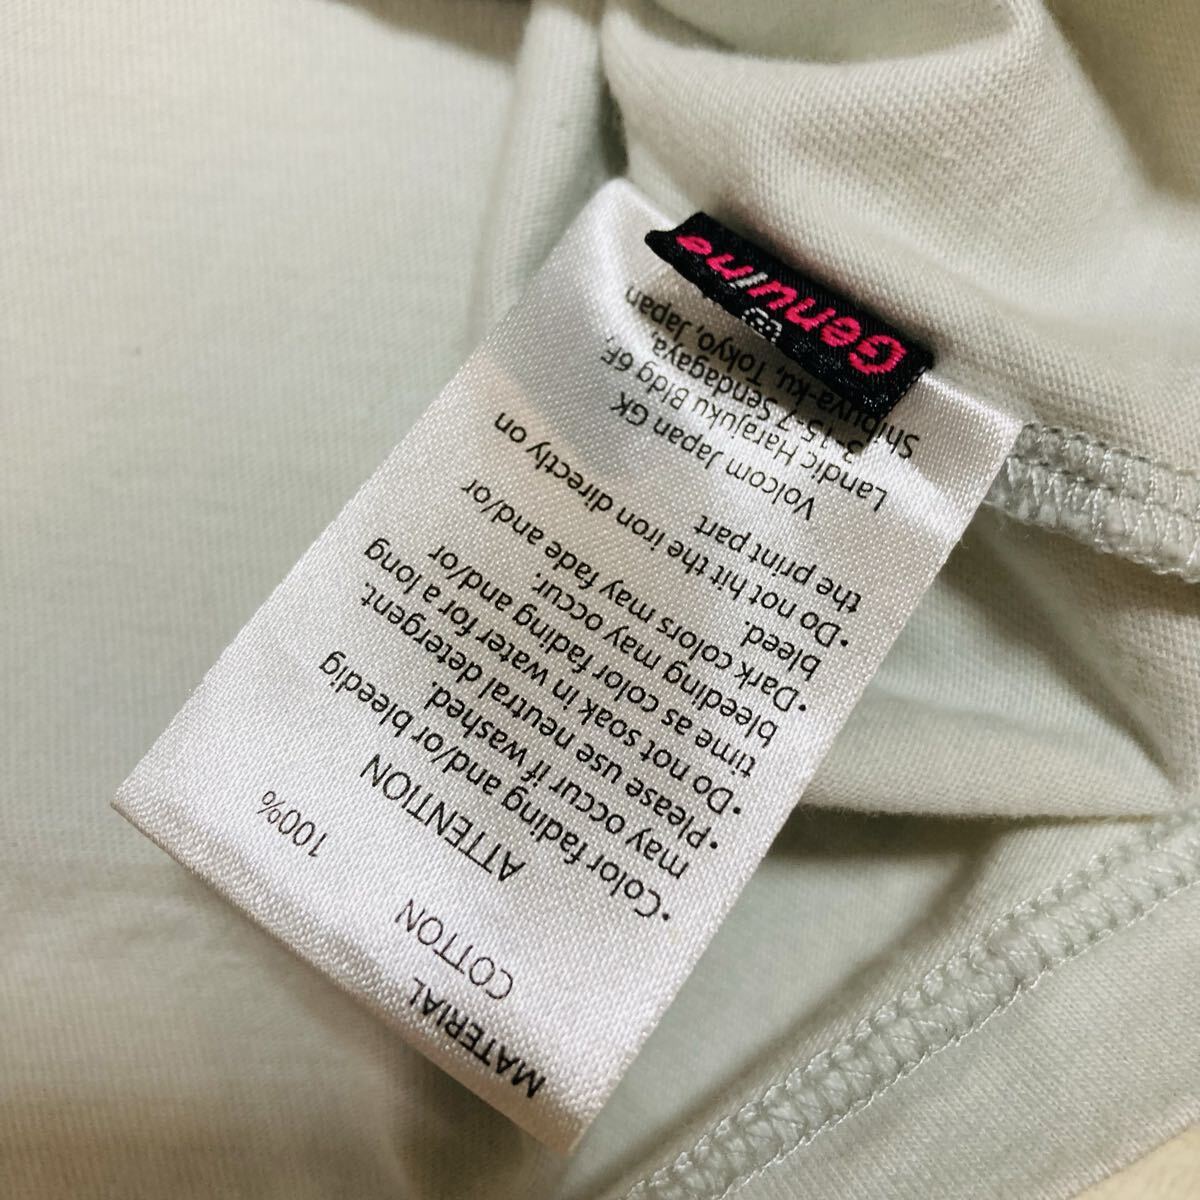 MATERIAL
COTTON 100%
ATTENTION
•Color fading and/or bleedig
may occur if washed.
•Please use neutral detergent.
•Do not soak in water for a long
time as color fading and/or
bleeding may occur.
•Dark colors may fade and/or
bleed.
•Do not hit the iron directly on
the print part
Volcom Japan GK
Landic Harajuku Bldg 6F,
3-15-7 Sendagaya,
Shibuya-ku, Tokyo, Japan
Genuine